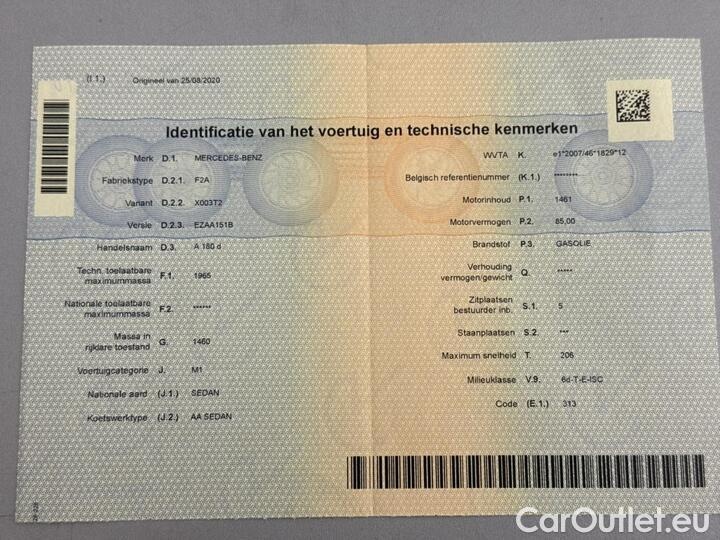 (I.1.) Origineel van 25/08/2020
Identificatie van het voertuig en technische kenmerken
Merk D.1. MERCEDES-BENZ
Fabriekstype D.2.1. F2A
Variant D.2.2. X003T2
Versie D.2.3. EZAA151B
Handelsnaam D.3. A 180 d
Techn. toelaatbare
maximummassa F.1. 1965
Nationale toelaatbare
maximummassa F.2. ******
Massa in
rijklare toestand G. 1460
Voertuigcategorie J. M1
Nationale aard (J.1.) SEDAN
Koetswerktype (J.2.) AA SEDAN
WVTA K. e1*2007/46*1829*12
Belgisch referentienummer (K.1.) ********
Motorinhoud P.1. 1461
Motorvermogen P.2. 85,00
Brandstof P.3. GASOLIE
Verhouding
vermogen/gewicht Q. *****
Zitplaatsen
bestuurder inb. S.1. 5
Staanplaatsen S.2. ***
Maximum snelheid T. 206
Milieuklasse V.9. 6d-T-E-ISC
Code (E.1.) 313
CarOutlet.eu